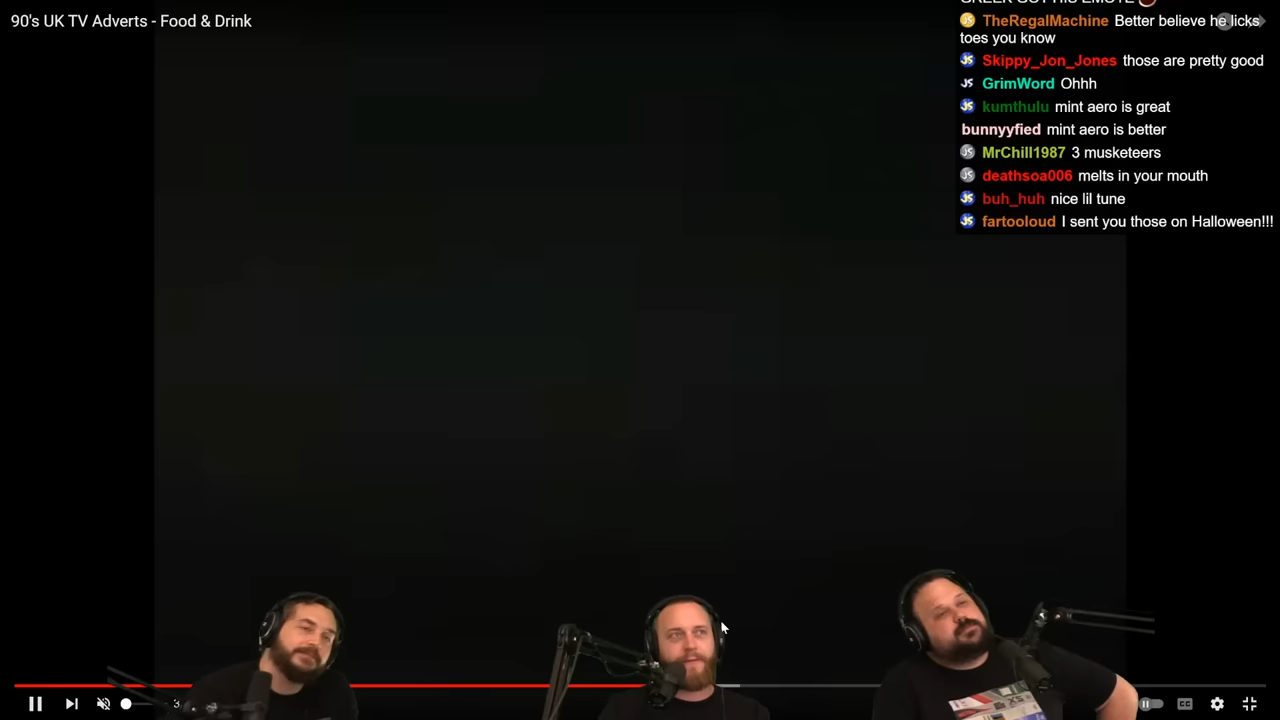 90's UK TV Adverts - Food & Drink
TheRegalMachine Better believe he licks
toes you know
Skippy_Jon_Jones those are pretty good
GrimWord Ohhh
kumthulu mint aero is great
bunnyyfied mint aero is better
MrChill1987 3 musketeers
deathsoa006 melts in your mouth
buh_huh nice lil tune
fartooloud I sent you those on Halloween!!!